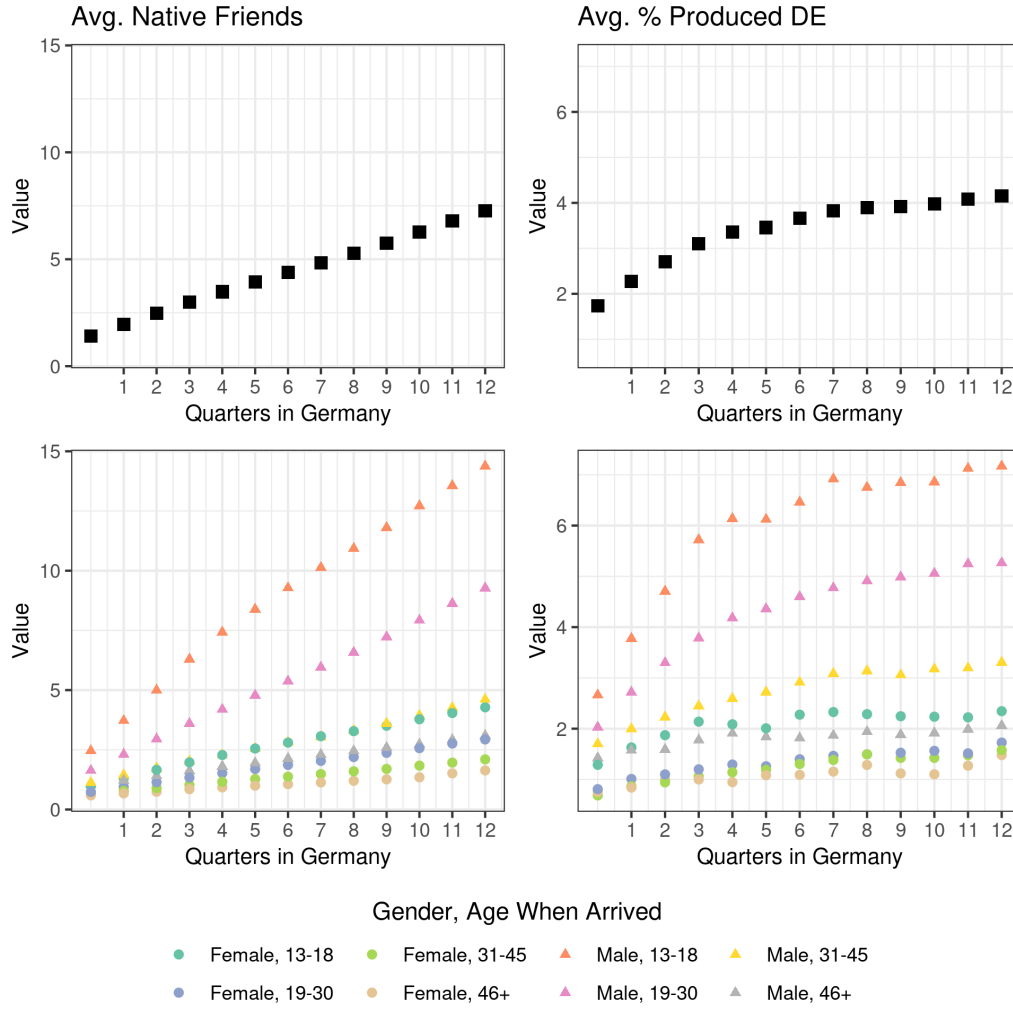 Avg. Native Friends
Avg. % Produced DE
Value
15
10
5
0
1 2 3 4 5 6 7 8 9 10 11 12
Quarters in Germany
Value
6
4
2
1 2 3 4 5 6 7 8 9 10 11 12
Quarters in Germany
Value
15
10
5
0
1 2 3 4 5 6 7 8 9 10 11 12
Quarters in Germany
Value
6
4
2
1 2 3 4 5 6 7 8 9 10 11 12
Quarters in Germany
Gender, Age When Arrived
Female, 13-18 Female, 31-45 Male, 13-18 Male, 31-45
Female, 19-30 Female, 46+ Male, 19-30 Male, 46+